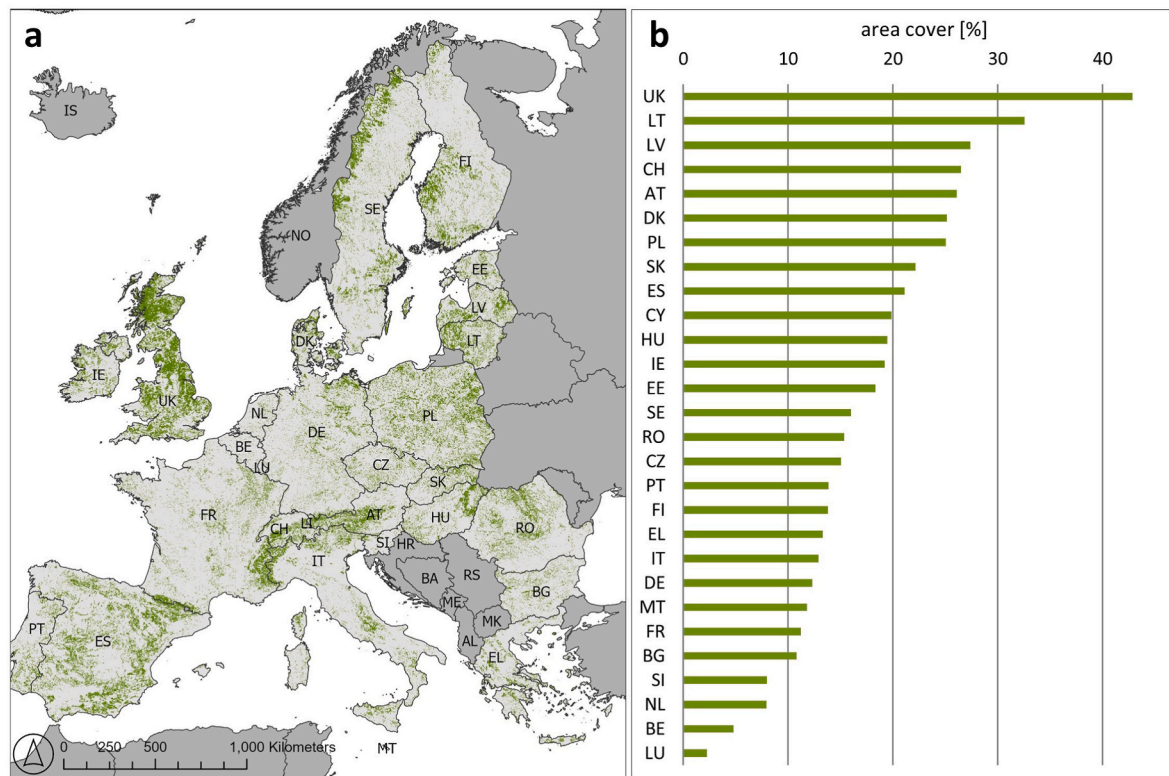 a
IS
FI
SE
NO
EE
LV
LT
DK
IE
UK
NL
PL
DE
BE
LU
CZ
SK
FR
AT
HU
LI
CH
RO
SI
HR
IT
BA
RS
BG
ME
MK
PT
ES
AL
EL
MT
0 250 500 1,000 Kilometers
b
area cover [%]
0 10 20 30 40
UK
LT
LV
CH
AT
DK
PL
SK
ES
CY
HU
IE
EE
SE
RO
CZ
PT
FI
EL
IT
DE
MT
FR
BG
SI
NL
BE
LU